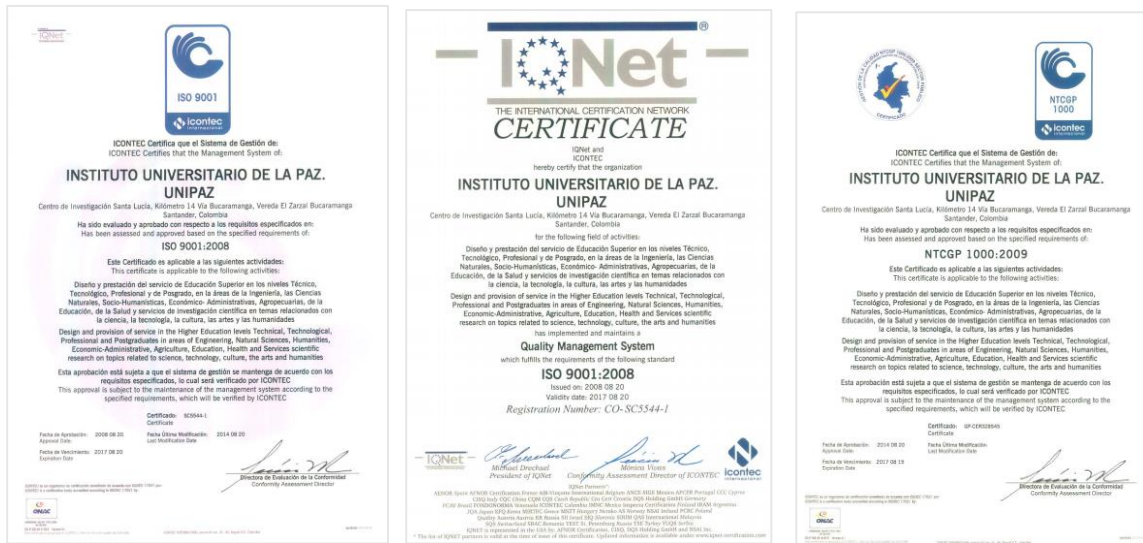 IQNet
ISO 9001
icontec
internacional
ICONTEC Certifica que el Sistema de Gestión de:
ICONTEC Certifies that the Management System of:
INSTITUTO UNIVERSITARIO DE LA PAZ.
UNIPAZ
Centro de Investigación Santa Lucía, Kilómetro 14 Vía Bucaramanga, Vereda El Zarzal Bucaramanga
Santander, Colombia
Ha sido evaluado y aprobado con respecto a los requisitos especificados en:
Has been assessed and approved based on the specified requirements of:
ISO 9001:2008
Este Certificado es aplicable a las siguientes actividades:
This certificate is applicable to the following activities:
Diseño y prestación del servicio de Educación Superior en los niveles Técnico,
Tecnológico, Profesional y de Posgrado, en la áreas de la Ingeniería, las Ciencias
Naturales, Socio-Humanísticas, Económico- Administrativas, Agropecuarias, de la
Educación, de la Salud y servicios de investigación científica en temas relacionados con
la ciencia, la tecnología, la cultura, las artes y las humanidades
Design and provision of service in the Higher Education levels Technical, Technological,
Professional and Postgraduates in areas of Engineering, Natural Sciences, Humanities,
Economic-Administrative, Agriculture, Education, Health and Services scientific
research on topics related to science, technology, culture, the arts and humanities
Esta aprobación está sujeta a que el sistema de gestión se mantenga de acuerdo con los
requisitos especificados, lo cual será verificado por ICONTEC
This approval is subject to the maintenance of the management system according to the
specified requirements, which will be verified by ICONTEC
Certificado: SC5544-1
Certificate
Fecha de Aprobación: 2008 08 20 Fecha Última Modificación: 2014 08 20
Approval Date: Last Modification Date
Fecha de Vencimiento: 2017 08 20
Expiration Date
Directora de Evaluación de la Conformidad
Conformity Assessment Director
ONAC
IQNet ®
THE INTERNATIONAL CERTIFICATION NETWORK
CERTIFICATE
IQNet and
ICONTEC
hereby certify that the organization
INSTITUTO UNIVERSITARIO DE LA PAZ.
UNIPAZ
Centro de Investigación Santa Lucía, Kilómetro 14 Vía Bucaramanga, Vereda El Zarzal Bucaramanga
Santander, Colombia
for the following field of activities:
Diseño y prestación del servicio de Educación Superior en los niveles Técnico,
Tecnológico, Profesional y de Posgrado, en la áreas de la Ingeniería, las Ciencias
Naturales, Socio-Humanísticas, Económico- Administrativas, Agropecuarias, de la
Educación, de la Salud y servicios de investigación científica en temas relacionados con
la ciencia, la tecnología, la cultura, las artes y las humanidades
Design and provision of service in the Higher Education levels Technical, Technological,
Professional and Postgraduates in areas of Engineering, Natural Sciences, Humanities,
Economic-Administrative, Agriculture, Education, Health and Services scientific
research on topics related to science, technology, culture, the arts and humanities
has implemented and maintains a
Quality Management System
which fulfills the requirements of the following standard
ISO 9001:2008
Issued on: 2008 08 20
Validity date: 2017 08 20
Registration Number: CO-SC5544-1
IQNet
Michael Drechsel
President of IQNet
Conformity Assessment Director of ICONTEC
icontec
internacional
IQNet Partners*:
NTCGP
1000
icontec
internacional
CERTIFICADO
ICONTEC Certifica que el Sistema de Gestión de:
ICONTEC Certifies that the Management System of:
INSTITUTO UNIVERSITARIO DE LA PAZ.
UNIPAZ
Centro de Investigación Santa Lucía, Kilómetro 14 Vía Bucaramanga, Vereda El Zarzal Bucaramanga
Santander, Colombia
Ha sido evaluado y aprobado con respecto a los requisitos especificados en:
Has been assessed and approved based on the specified requirements of:
NTCGP 1000:2009
Este Certificado es aplicable a las siguientes actividades:
This certificate is applicable to the following activities:
Diseño y prestación del servicio de Educación Superior en los niveles Técnico,
Tecnológico, Profesional y de Posgrado, en la áreas de la Ingeniería, las Ciencias
Naturales, Socio-Humanísticas, Económico- Administrativas, Agropecuarias, de la
Educación, de la Salud y servicios de investigación científica en temas relacionados con
la ciencia, la tecnología, la cultura, las artes y las humanidades
Design and provision of service in the Higher Education levels Technical, Technological,
Professional and Postgraduates in areas of Engineering, Natural Sciences, Humanities,
Economic-Administrative, Agriculture, Education, Health and Services scientific
research on topics related to science, technology, culture, the arts and humanities
Esta aprobación está sujeta a que el sistema de gestión se mantenga de acuerdo con los
requisitos especificados, lo cual será verificado por ICONTEC
This approval is subject to the maintenance of the management system according to the
specified requirements, which will be verified by ICONTEC
Certificado:
Certificate
Fecha de Aprobación: 2014 08 20 Fecha Última Modificación:
Approval Date: Last Modification Date
Fecha de Vencimiento: 2017 08 19
Expiration Date
Directora de Evaluación de la Conformidad
Conformity Assessment Director
ONAC